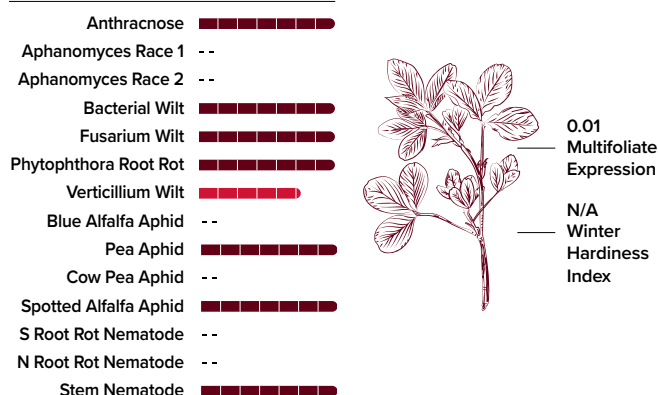 Anthracnose
Aphanomyces Race 1 --
Aphanomyces Race 2 --
Bacterial Wilt
Fusarium Wilt
Phytophthora Root Rot
Verticillium Wilt
Blue Alfalfa Aphid --
Pea Aphid
Cow Pea Aphid --
Spotted Alfalfa Aphid
S Root Rot Nematode --
N Root Rot Nematode --
Stem Nematode
0.01
Multifoliate
Expression
N/A
Winter
Hardiness
Index